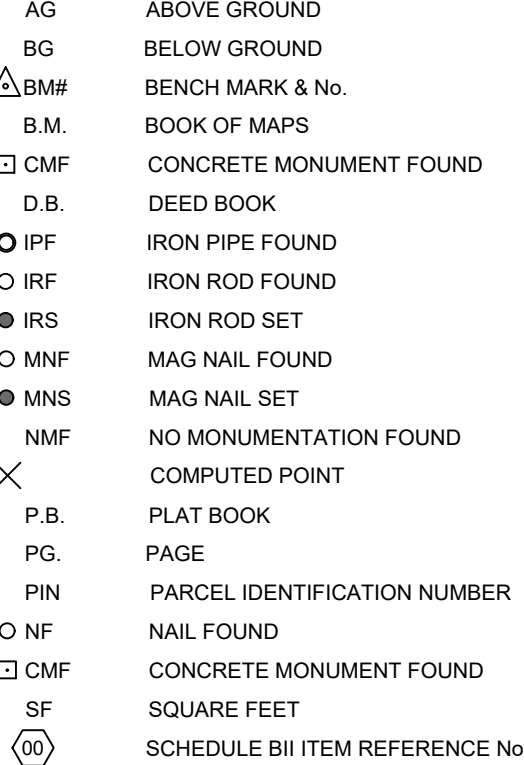 AG ABOVE GROUND
BG BELOW GROUND
BM# BENCH MARK & No.
B.M. BOOK OF MAPS
CMF CONCRETE MONUMENT FOUND
D.B. DEED BOOK
IPF IRON PIPE FOUND
IRF IRON ROD FOUND
IRS IRON ROD SET
MNF MAG NAIL FOUND
MNS MAG NAIL SET
NMF NO MONUMENTATION FOUND
COMPUTED POINT
P.B. PLAT BOOK
PG. PAGE
PIN PARCEL IDENTIFICATION NUMBER
NF NAIL FOUND
CMF CONCRETE MONUMENT FOUND
SF SQUARE FEET
00 SCHEDULE BII ITEM REFERENCE No